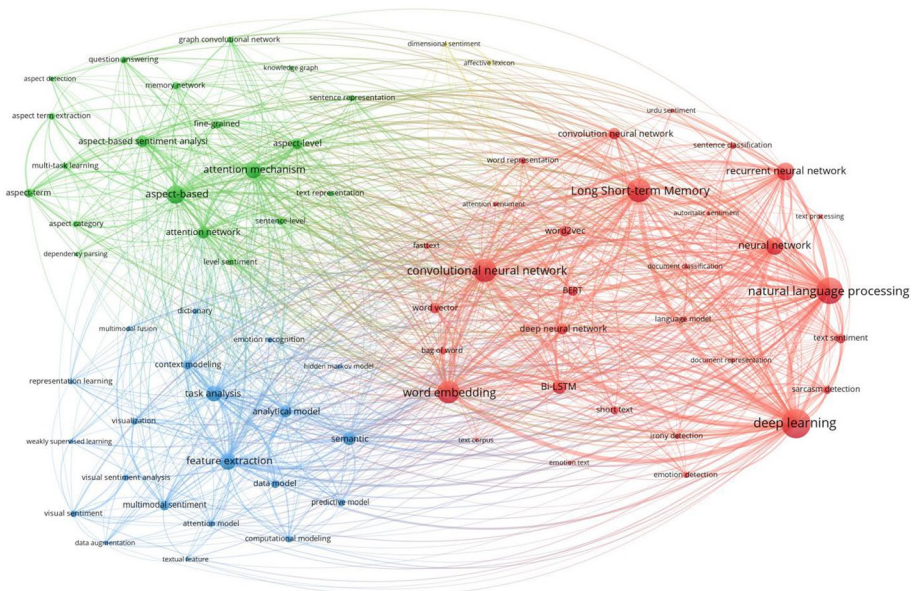 graph convolutional network
dimensional sentiment
question answering
affective lexicon
knowledge graph
aspect detection
memory network
sentence representation
urdu sentiment
aspect term extraction
fine-grained
convolution neural network
aspect-based sentiment analysi
aspect-level
sentence classification
word representation
multi-task learning
attention mechanism
recurrent neural network
aspect-term
aspect-based
text representation
Long Short-term Memory
attention sentiment
automatic sentiment
text processing
aspect category
sentence-level
attention network
word2vec
fasttext
neural network
dependency parsing
level sentiment
convolutional neural network
document classification
BERT
natural language processing
dictionary
word vector
language model
multimodal fusion
deep neural network
emotion recognition
text sentiment
bag of word
context modeling
hidden markov model
document representation
representation learning
task analysis
word embedding
Bi-LSTM
sarcasm detection
analytical model
short text
visualization
deep learning
weakly supervised learning
semantic
text corpus
irony detection
feature extraction
emotion text
visual sentiment analysis
data model
emotion detection
multimodal sentiment
predictive model
visual sentiment
attention model
data augmentation
computational modeling
textual feature